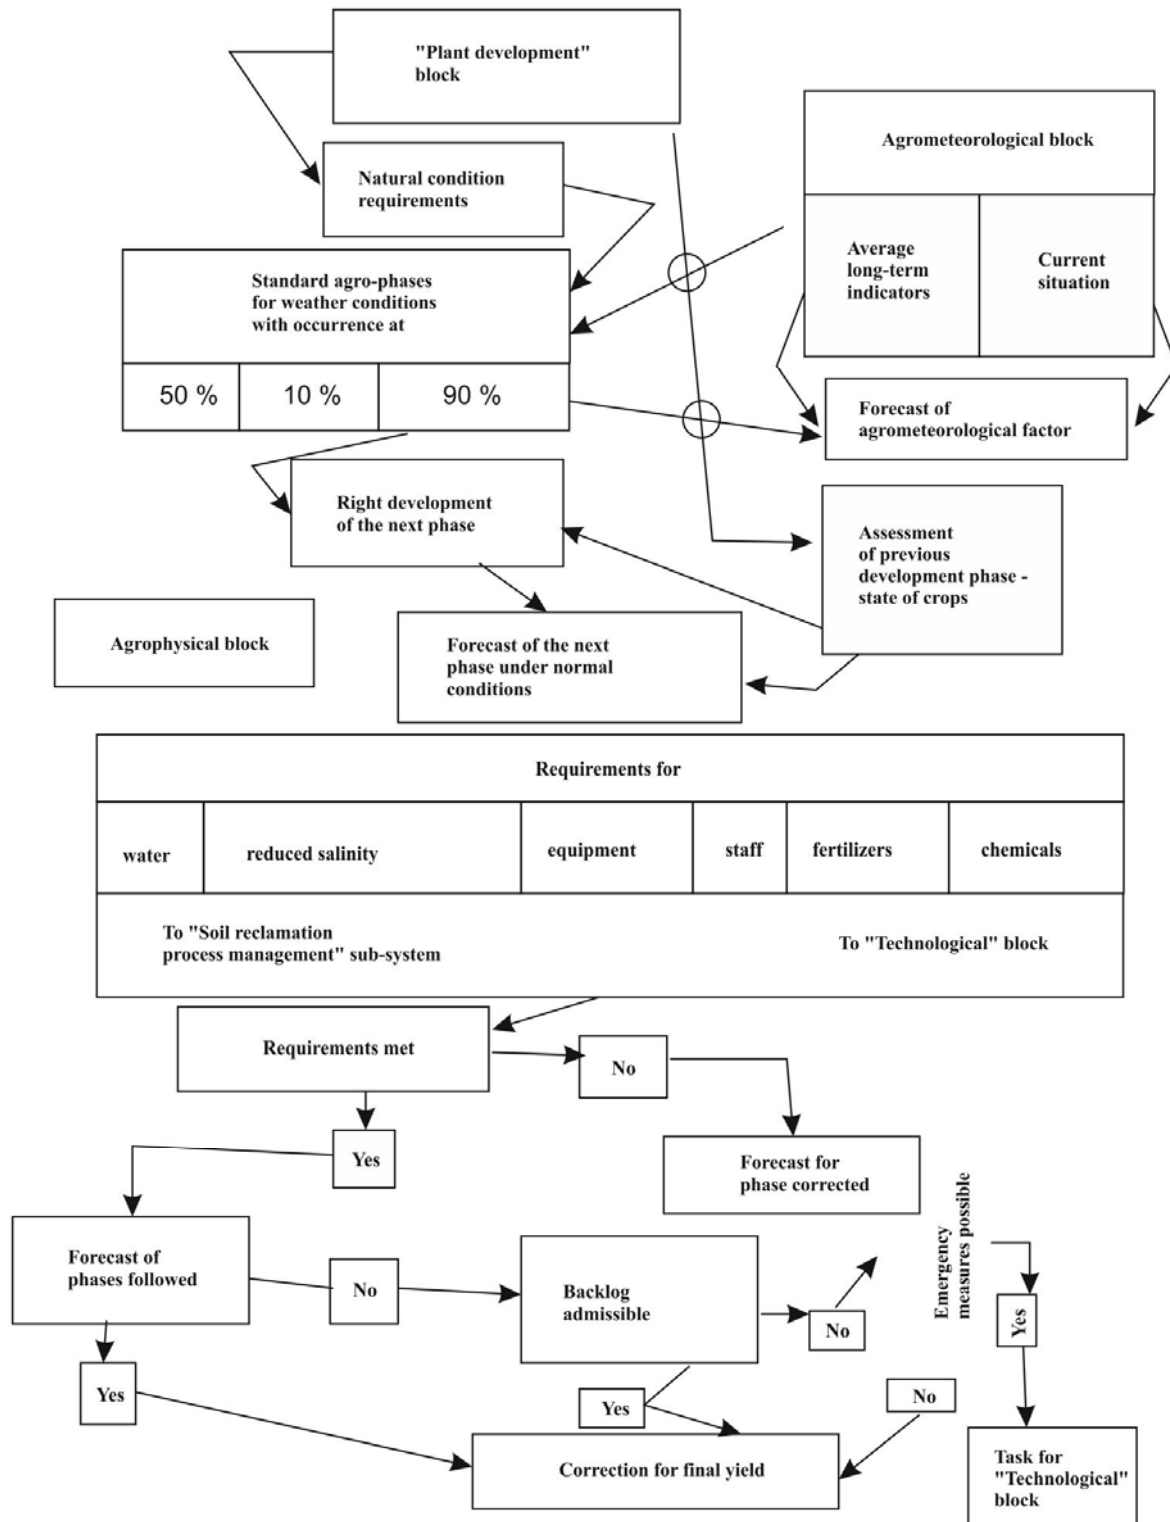 "Plant development"
block
Agrometeorological block
Natural condition
requirements
Average
long-term
indicators
Current
situation
Standard agro-phases
for weather conditions
with occurrence at
50 %
10 %
90 %
Forecast of
agrometeorological factor
Right development
of the next phase
Assessment
of previous
development phase -
state of crops
Agrophysical block
Forecast of the next
phase under normal
conditions
Requirements for
water
reduced salinity
equipment
staff
fertilizers
chemicals
To "Soil reclamation
process management" sub-system
To "Technological" block
Requirements met
No
Yes
Forecast for
phase corrected
Emergency
measures possible
Forecast of
phases followed
No
Backlog
admissible
No
Yes
Yes
Yes
No
Correction for final yield
Task for
"Technological"
block